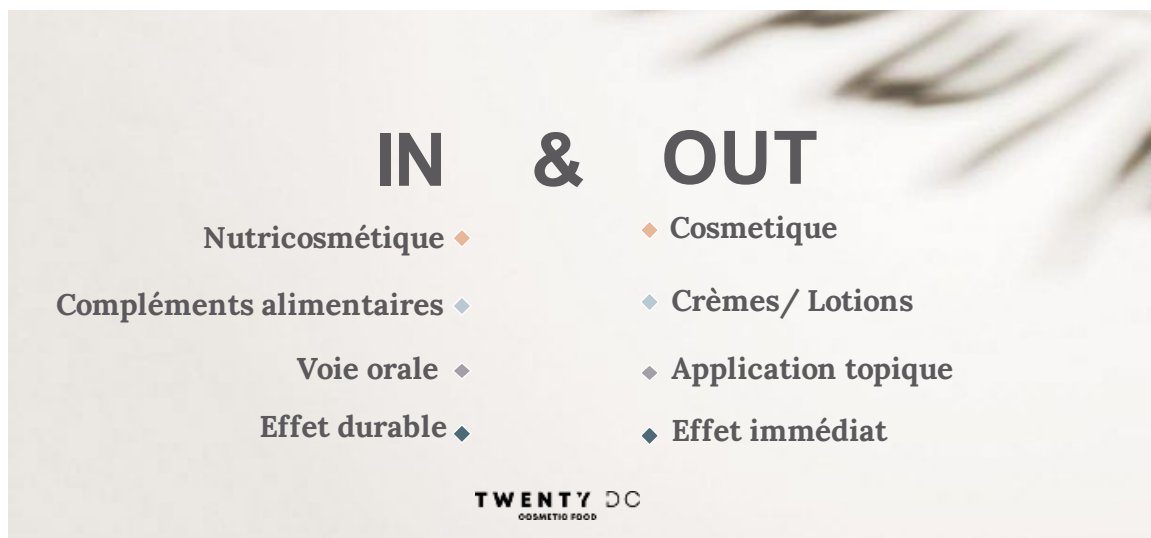 IN & OUT
Nutricosmétique
Cosmetique
Compléments alimentaires
Crèmes/ Lotions
Voie orale
Application topique
Effet durable
Effet immédiat
TWENTY DC
COSMETIC FOOD